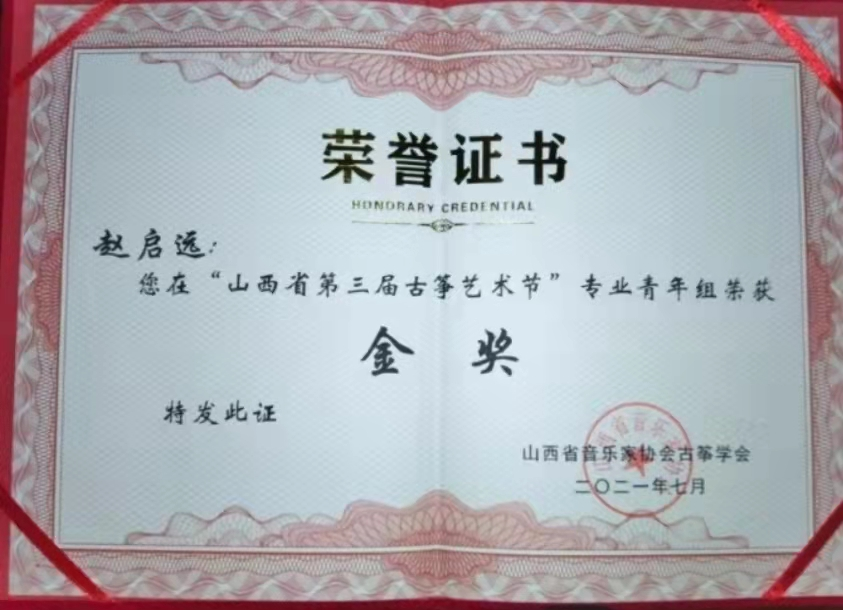 荣誉证书
HONORARY CREDENTIAL
赵启远：
您在“山西省第三届古筝艺术节”专业青年组荣获
金奖
特发此证
山西省音乐家协会古筝学会
二〇二一年七月